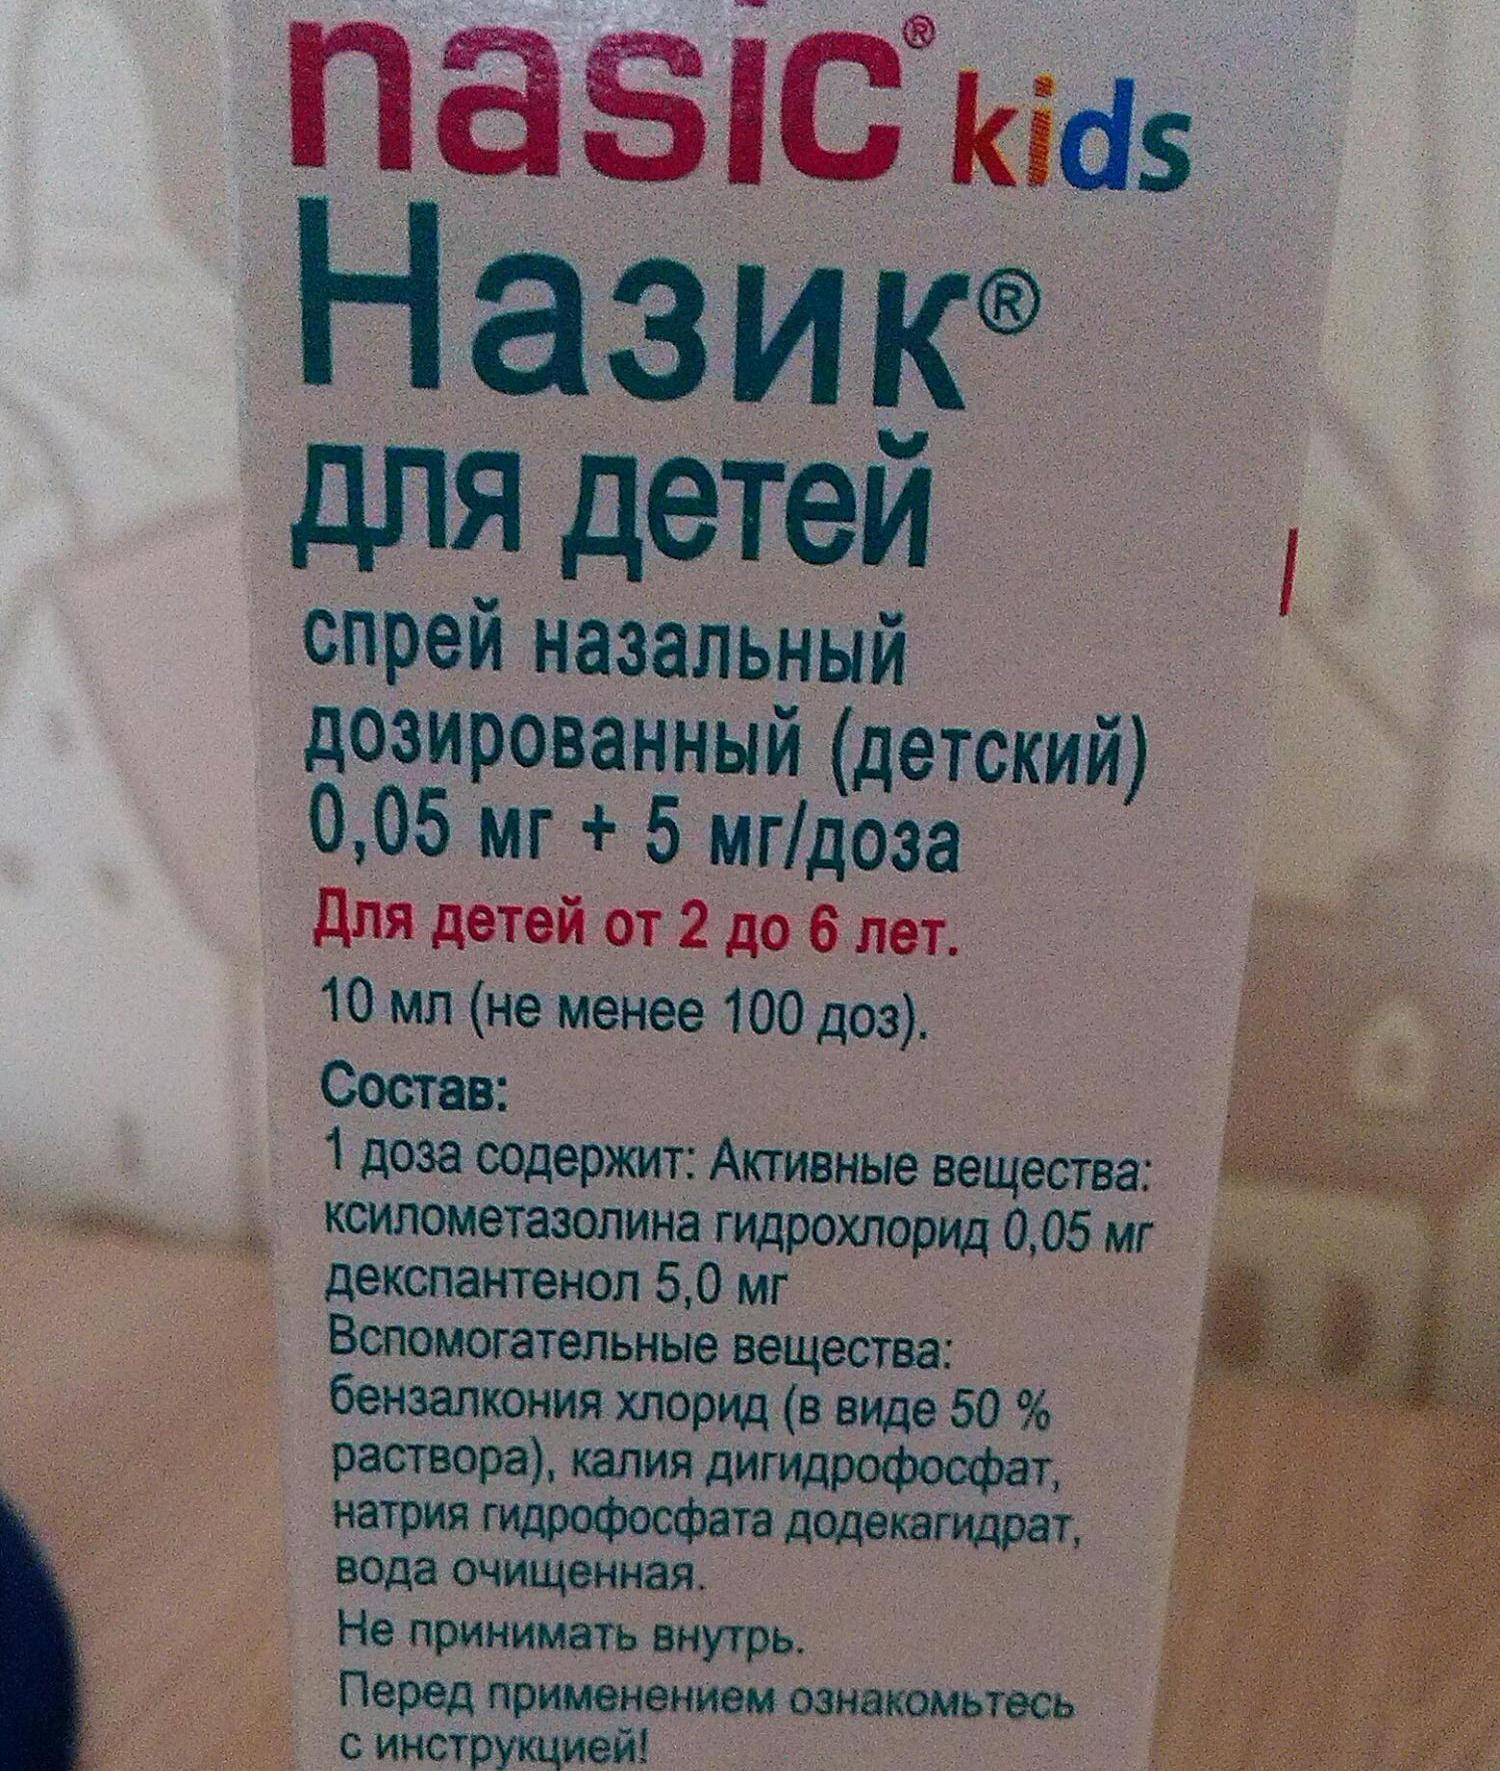 nasic® kids
Назик®
для детей
спрей назальный
дозированный (детский)
0,05 мг + 5 мг/доза
Для детей от 2 до 6 лет.
10 мл (не менее 100 доз).
Состав:
1 доза содержит: Активные вещества:
ксилометазолина гидрохлорид 0,05 мг
декспантенол 5,0 мг
Вспомогательные вещества:
бензалкония хлорид (в виде 50 %
раствора), калия дигидрофосфат,
натрия гидрофосфата додекагидрат,
вода очищенная.
Не принимать внутрь.
Перед применением ознакомьтесь
с инструкцией!